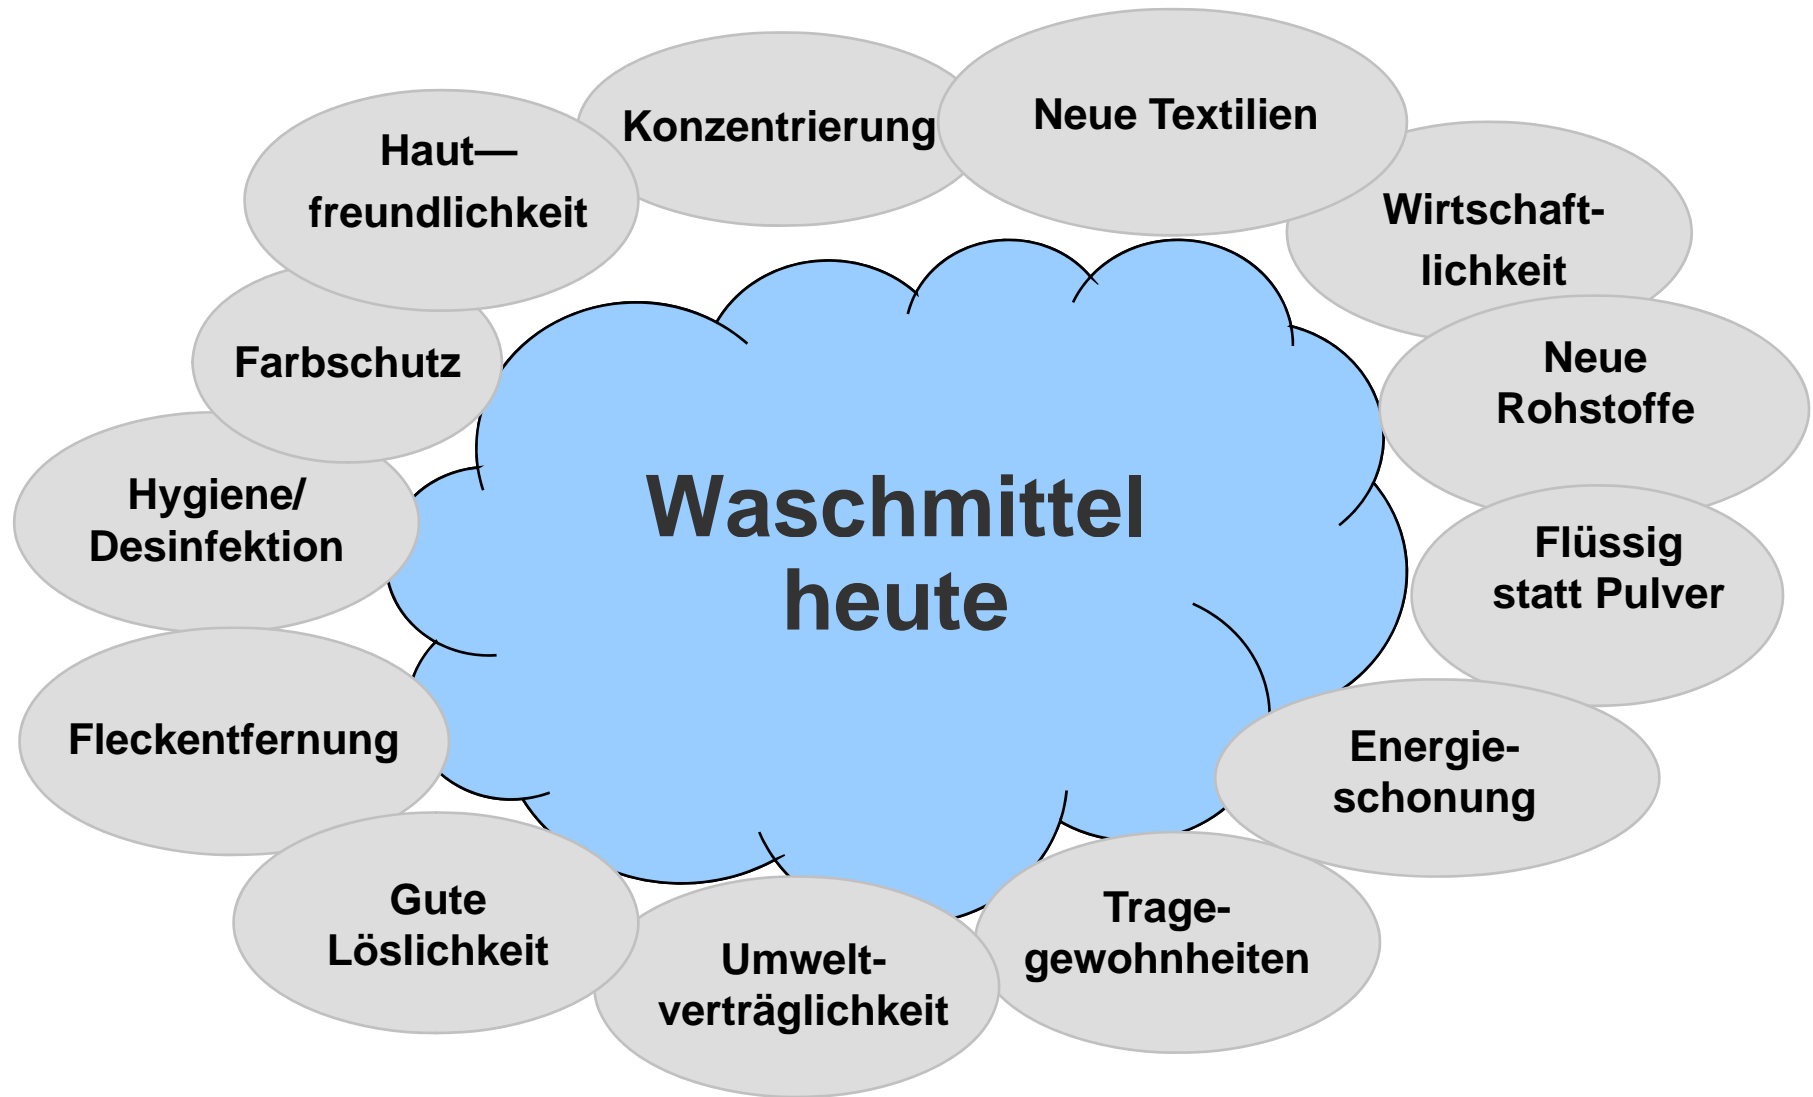 Konzentrierung
Neue Textilien
Haut—
freundlichkeit
Wirtschaft-
lichkeit
Farbschutz
Neue
Rohstoffe
Hygiene/
Desinfektion
Waschmittel
heute
Flüssig
statt Pulver
Fleckentfernung
Energie-
schonung
Gute
Löslichkeit
Umwelt-
verträglichkeit
Trage-
gewohnheiten